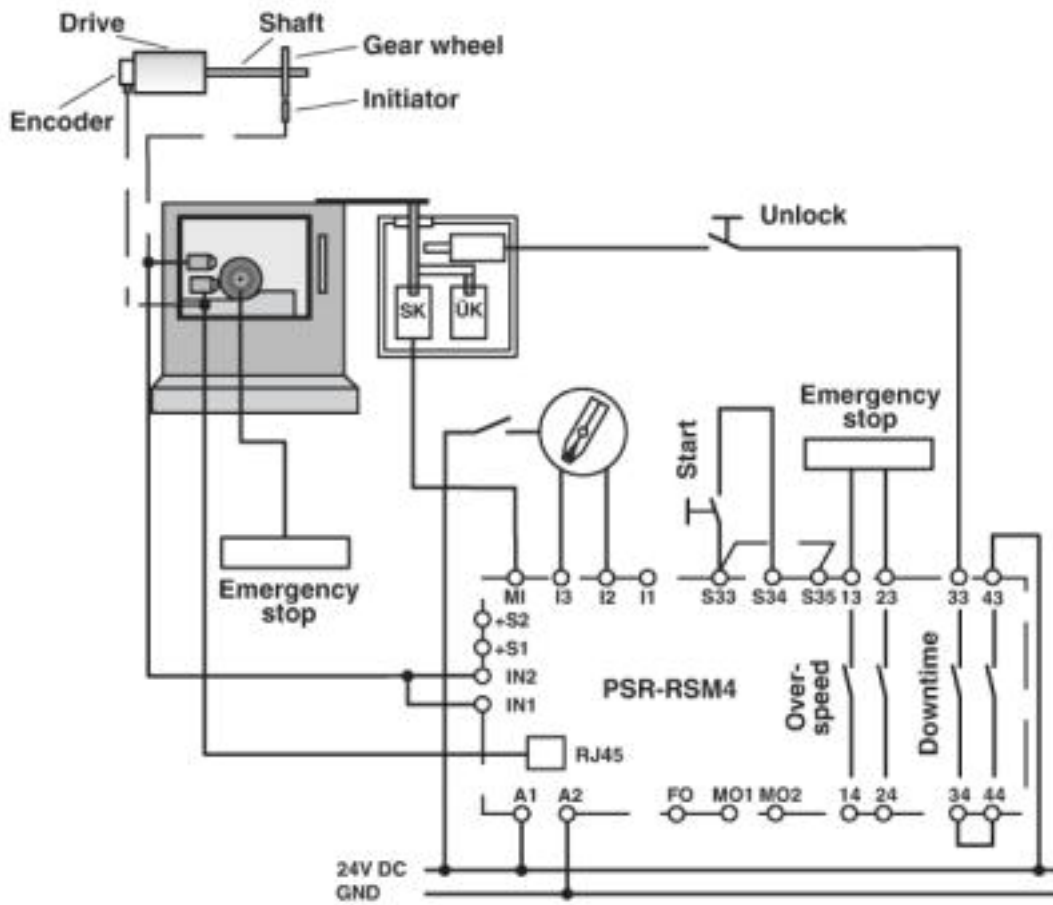 Drive
Shaft
Gear wheel
Initiator
Encoder
Unlock
SK
ÜK
Emergency
stop
Start
Emergency
stop
MI
I3
I2
I1
S33
S34
S35
13
23
33
43
+S2
+S1
IN2
IN1
PSR-RSM4
Over-
speed
Downtime
RJ45
A1
A2
FO
MO1
MO2
14
24
34
44
24V DC
GND